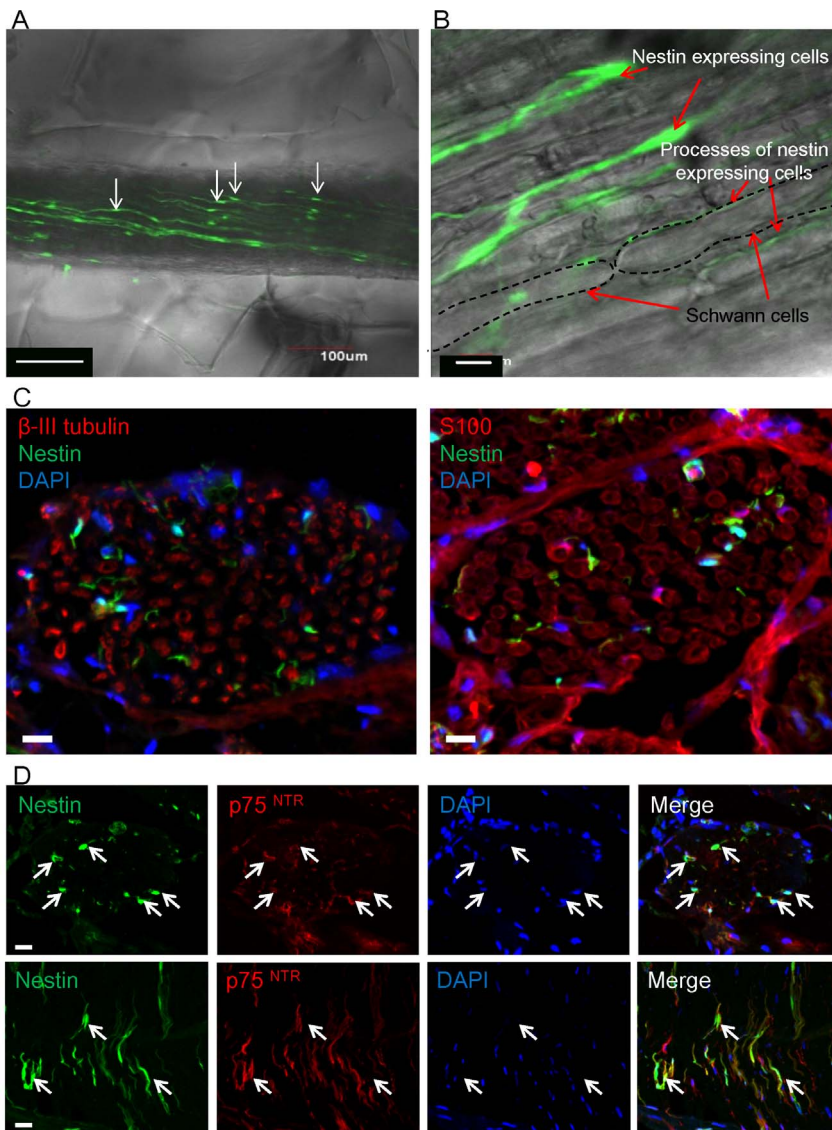 A
B
100um
Nestin expressing cells
Processes of nestin
expressing cells
Schwann cells
C
β-III tubulin
Nestin
DAPI
S100
Nestin
DAPI
D
Nestin
p75 NTR
DAPI
Merge
Nestin
p75 NTR
DAPI
Merge